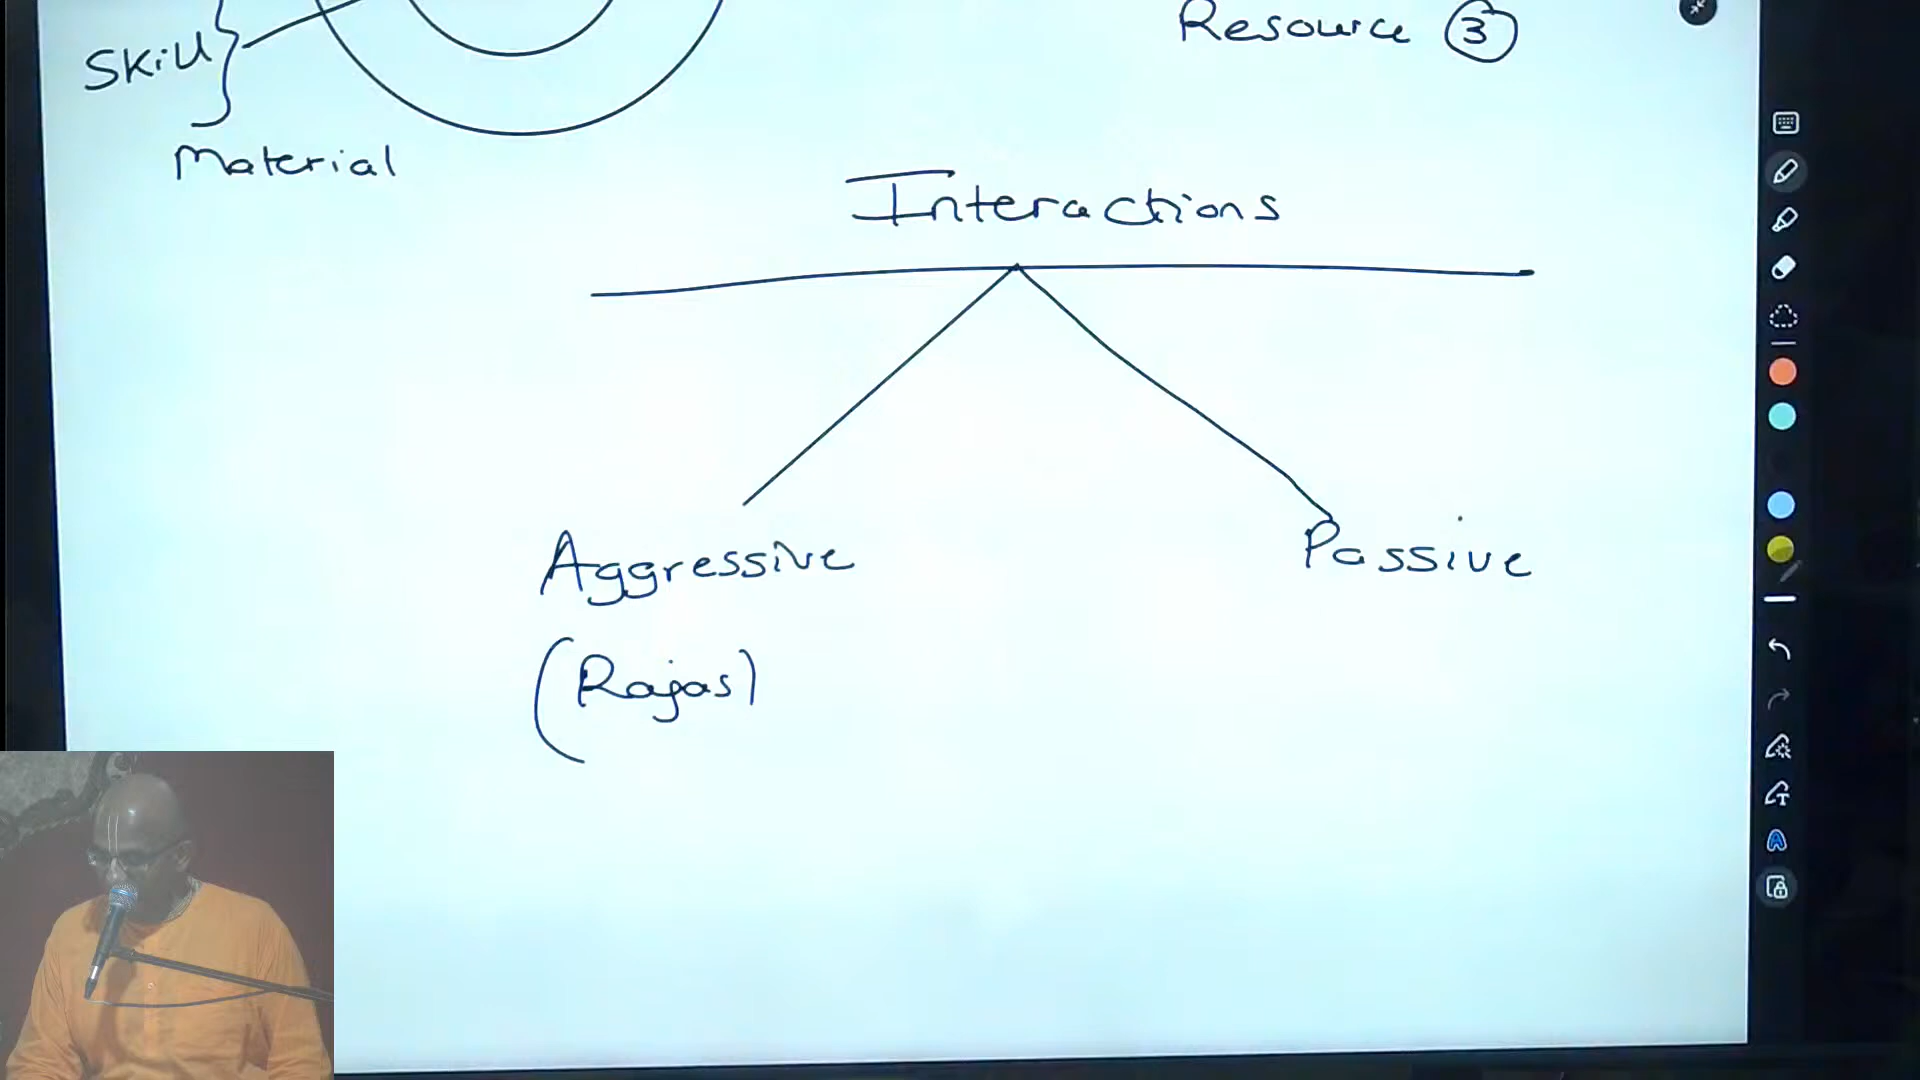 Resource 3
Skill
Material
Interactions
Aggressive
Passive
(Rajas)